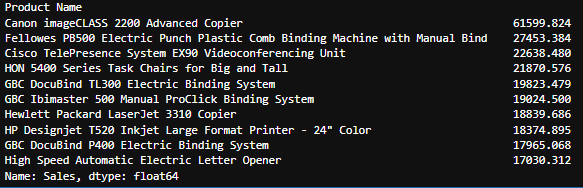 Product Name
Canon imageCLASS 2200 Advanced Copier 61599.824
Fellowes PB500 Electric Punch Plastic Comb Binding Machine with Manual Bind 27453.384
Cisco TelePresence System EX90 Videoconferencing Unit 22638.480
HON 5400 Series Task Chairs for Big and Tall 21870.576
GBC DocuBind TL300 Electric Binding System 19823.479
GBC Ibimaster 500 Manual ProClick Binding System 19024.500
Hewlett Packard LaserJet 3310 Copier 18839.686
HP Designjet T520 Inkjet Large Format Printer - 24" Color 18374.895
GBC DocuBind P400 Electric Binding System 17965.068
High Speed Automatic Electric Letter Opener 17030.312
Name: Sales, dtype: float64